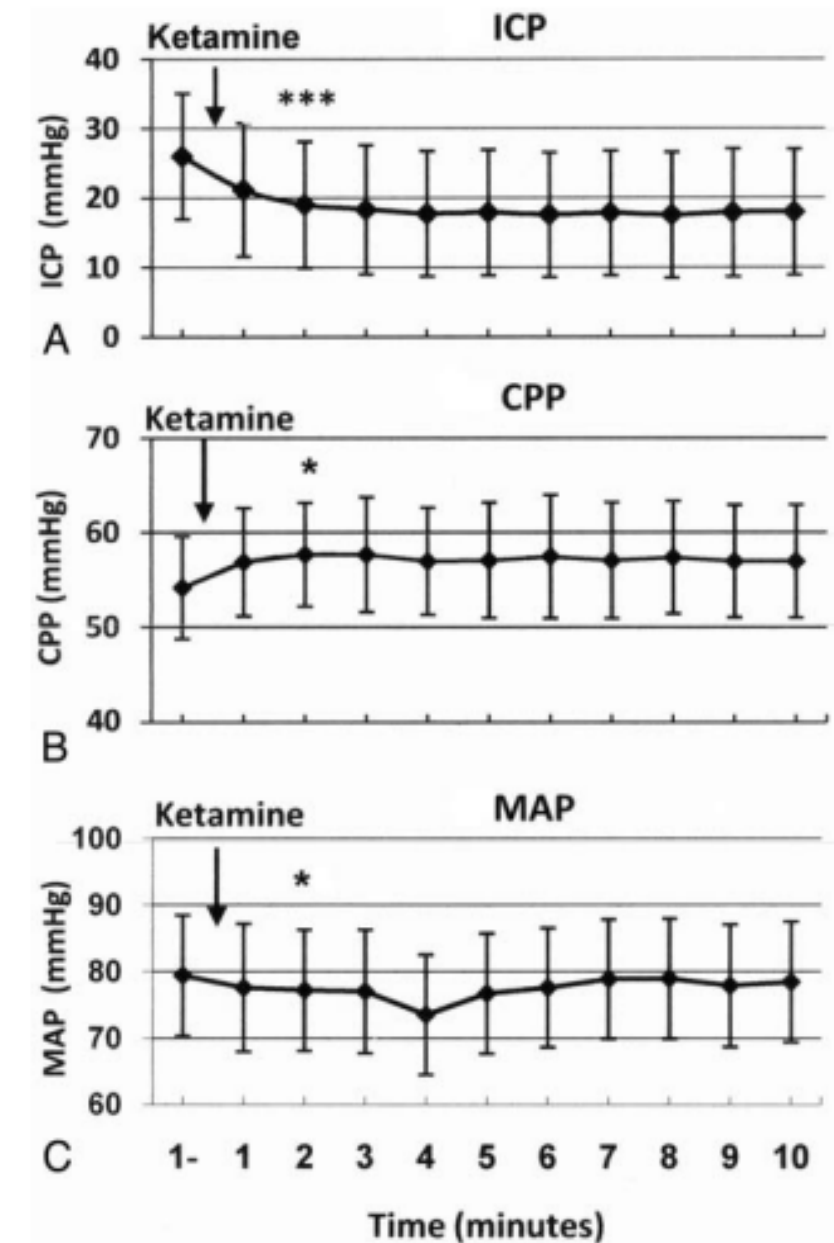 Ketamine ICP
40
***
30
20
10
0
ICP (mmHg)
A
CPP
Ketamine
70
*
60
50
40
CPP (mmHg)
B
Ketamine MAP
100
*
90
80
70
60
MAP (mmHg)
C 1- 1 2 3 4 5 6 7 8 9 10
Time (minutes)